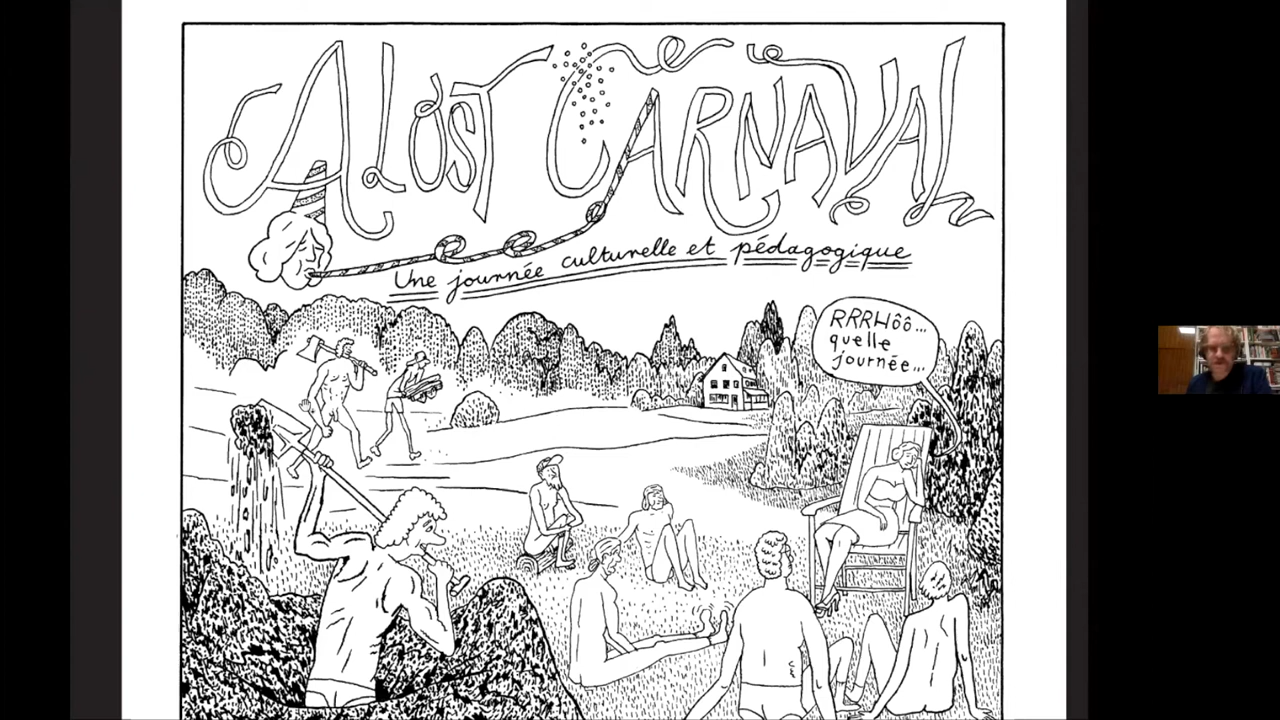 ALOST CARNAVAL
Une journée culturelle et pédagogique
RRRHôô...
quelle
journée...